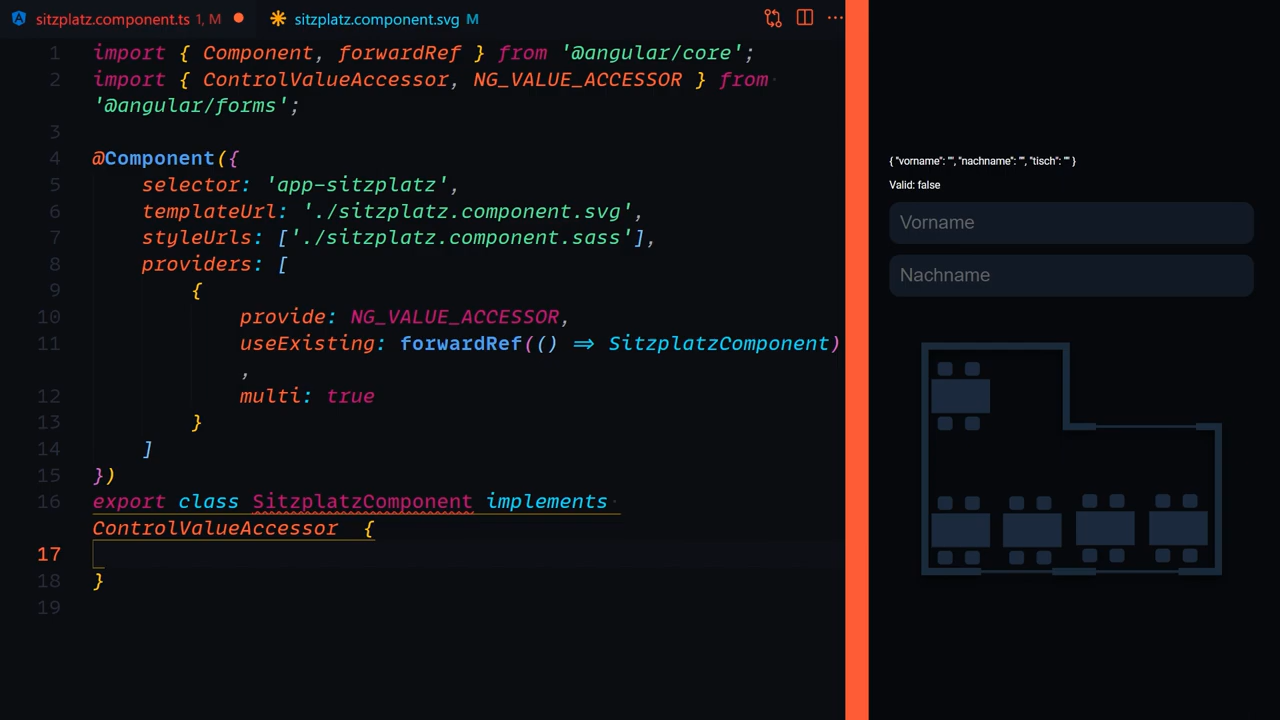 sitzplatz.component.ts 1, M
sitzplatz.component.svg M
1 import { Component, forwardRef } from '@angular/core';
2 import { ControlValueAccessor, NG_VALUE_ACCESSOR } from
'@angular/forms';
3
4 @Component({
5 selector: 'app-sitzplatz',
6 templateUrl: './sitzplatz.component.svg',
7 styleUrls: ['./sitzplatz.component.sass'],
8 providers: [
9 {
10 provide: NG_VALUE_ACCESSOR,
11 useExisting: forwardRef(() => SitzplatzComponent)
,
12 multi: true
13 }
14 ]
15 })
16 export class SitzplatzComponent implements
ControlValueAccessor {
17
18 }
19
{ "vorname": "", "nachname": "", "tisch": "" }
Valid: false
Vorname
Nachname